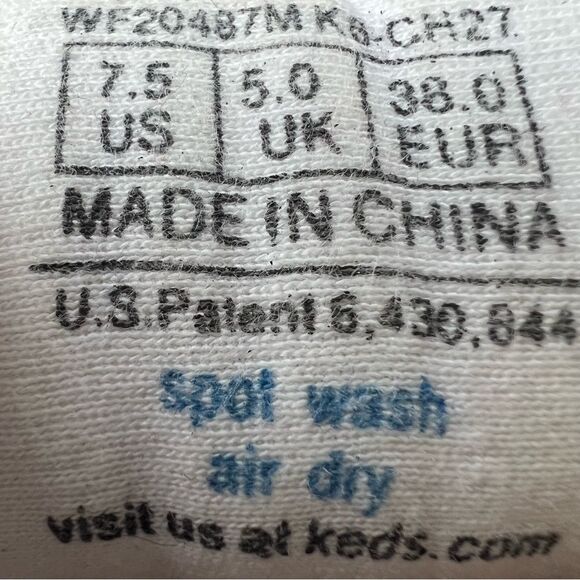 WF20487M K6-CH27
7.5 US
5.0 UK
38.0 EUR
MADE IN CHINA
U.S. Patent 6,430,844
spot wash
air dry
visit us at keds.com